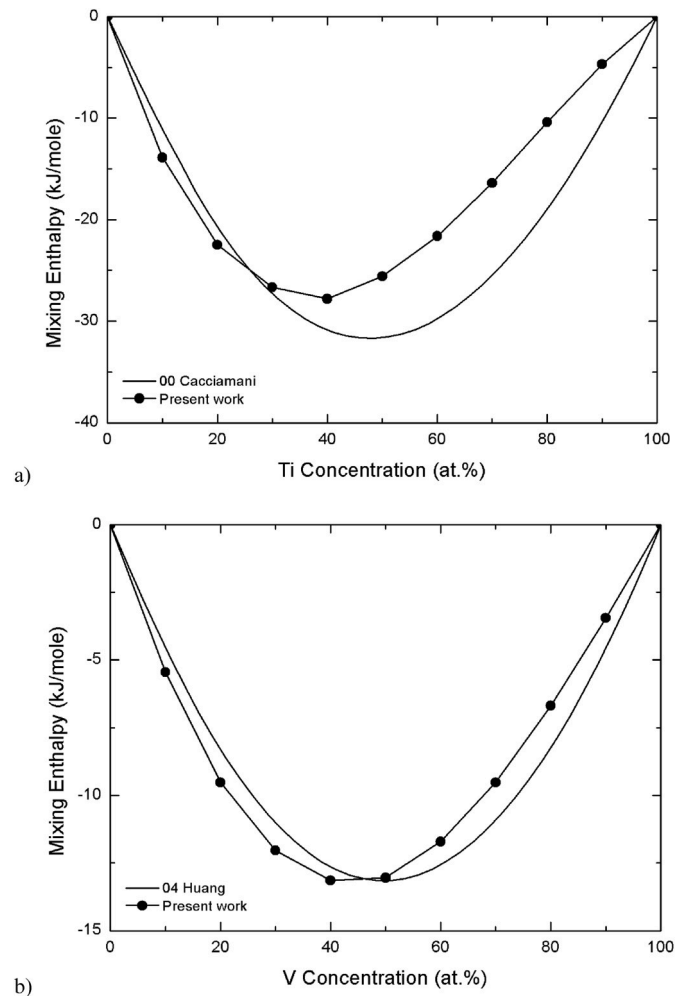 0
-10
-20
-30
-40
Mixing Enthalpy (kJ/mole)
00 Cacciamani
Present work
0 20 40 60 80 100
Ti Concentration (at.%)
a)
0
-5
-10
-15
Mixing Enthalpy (kJ/mole)
04 Huang
Present work
0 20 40 60 80 100
V Concentration (at.%)
b)